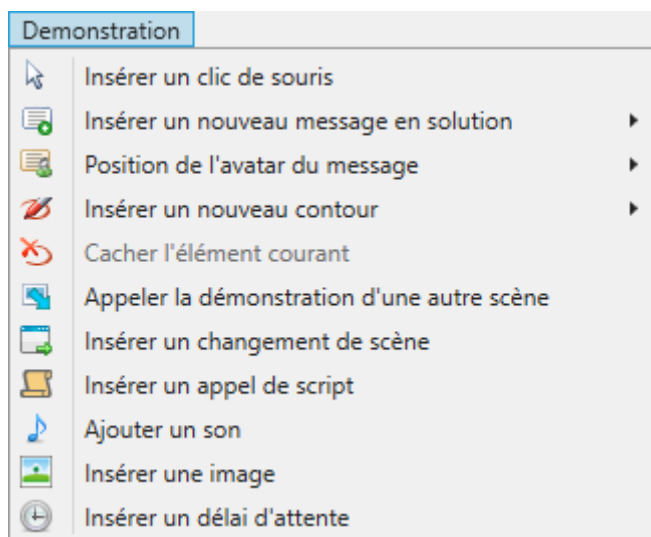 Demonstration
Insérer un clic de souris
Insérer un nouveau message en solution
Position de l'avatar du message
Insérer un nouveau contour
Cacher l'élément courant
Appeler la démonstration d'une autre scène
Insérer un changement de scène
Insérer un appel de script
Ajouter un son
Insérer une image
Insérer un délai d'attente